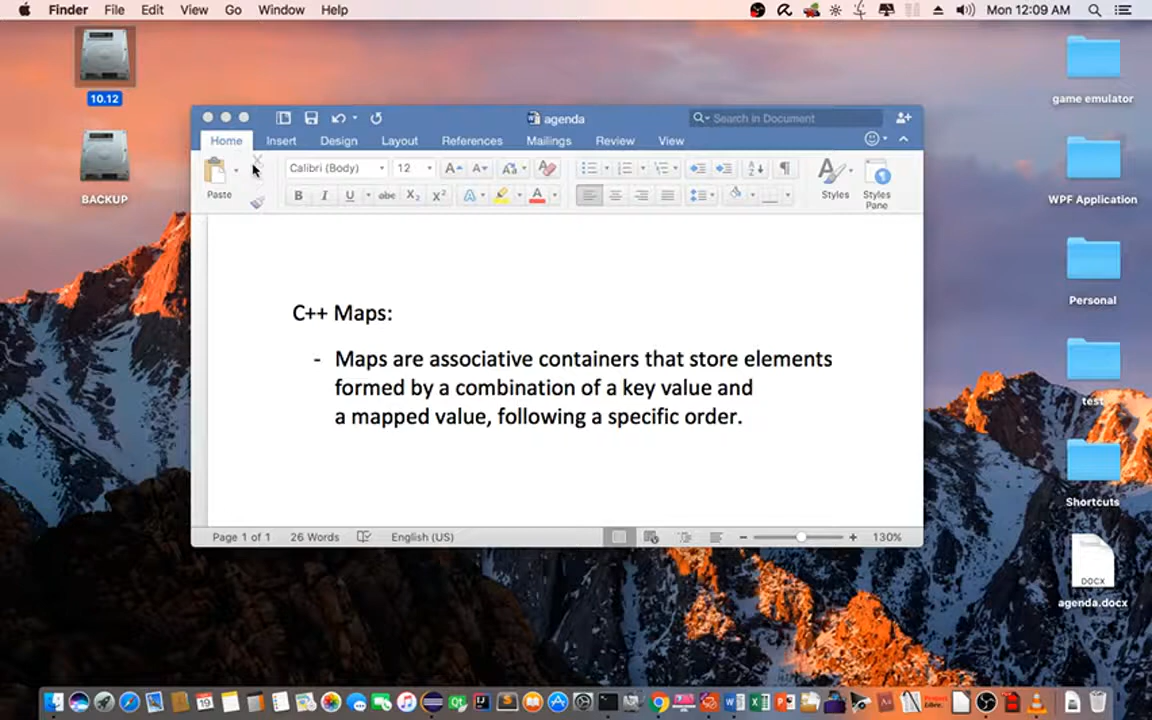 Finder File Edit View Go Window Help Mon 12:09 AM
10.12
BACKUP
game emulator
WPF Application
Personal
test
Shortcuts
DOCX
agenda.docx
agenda Search in Document
Home Insert Design Layout References Mailings Review View
Paste Calibri (Body) 12 Styles Styles Pane
C++ Maps:
- Maps are associative containers that store elements
formed by a combination of a key value and
a mapped value, following a specific order.
Page 1 of 1 26 Words English (US) 130%
19